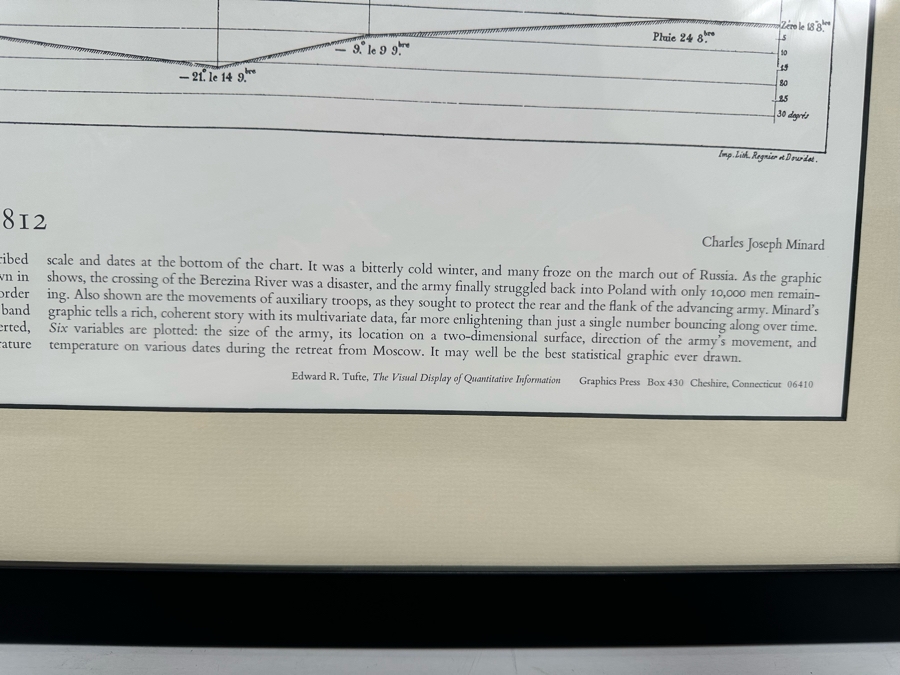 Zéro le 18 8.bre
5
Pluie 24 8.bre
10
— 9.° le 9 9.bre
15
— 21.° le 14 9.bre
20
25
30 degrés
Imp. Lith. Regnier et Dourdet.
812
Charles Joseph Minard
ribed scale and dates at the bottom of the chart. It was a bitterly cold winter, and many froze on the march out of Russia. As the graphic
wn in shows, the crossing of the Berezina River was a disaster, and the army finally struggled back into Poland with only 10,000 men remain-
order ing. Also shown are the movements of auxiliary troops, as they sought to protect the rear and the flank of the advancing army. Minard's
band graphic tells a rich, coherent story with its multivariate data, far more enlightening than just a single number bouncing along over time.
erted, Six variables are plotted: the size of the army, its location on a two-dimensional surface, direction of the army's movement, and
rature temperature on various dates during the retreat from Moscow. It may well be the best statistical graphic ever drawn.
Edward R. Tufte, The Visual Display of Quantitative Information Graphics Press Box 430 Cheshire, Connecticut 06410